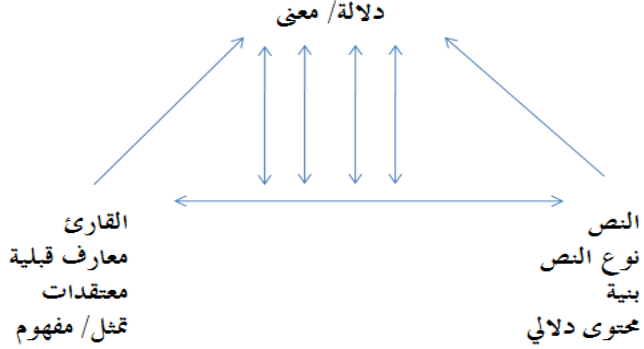 دلالة/ معنى
النص
نوع النص
بنية
محتوى دلالي
القارئ
معارف قبلية
معتقدات
تمثل/ مفهوم